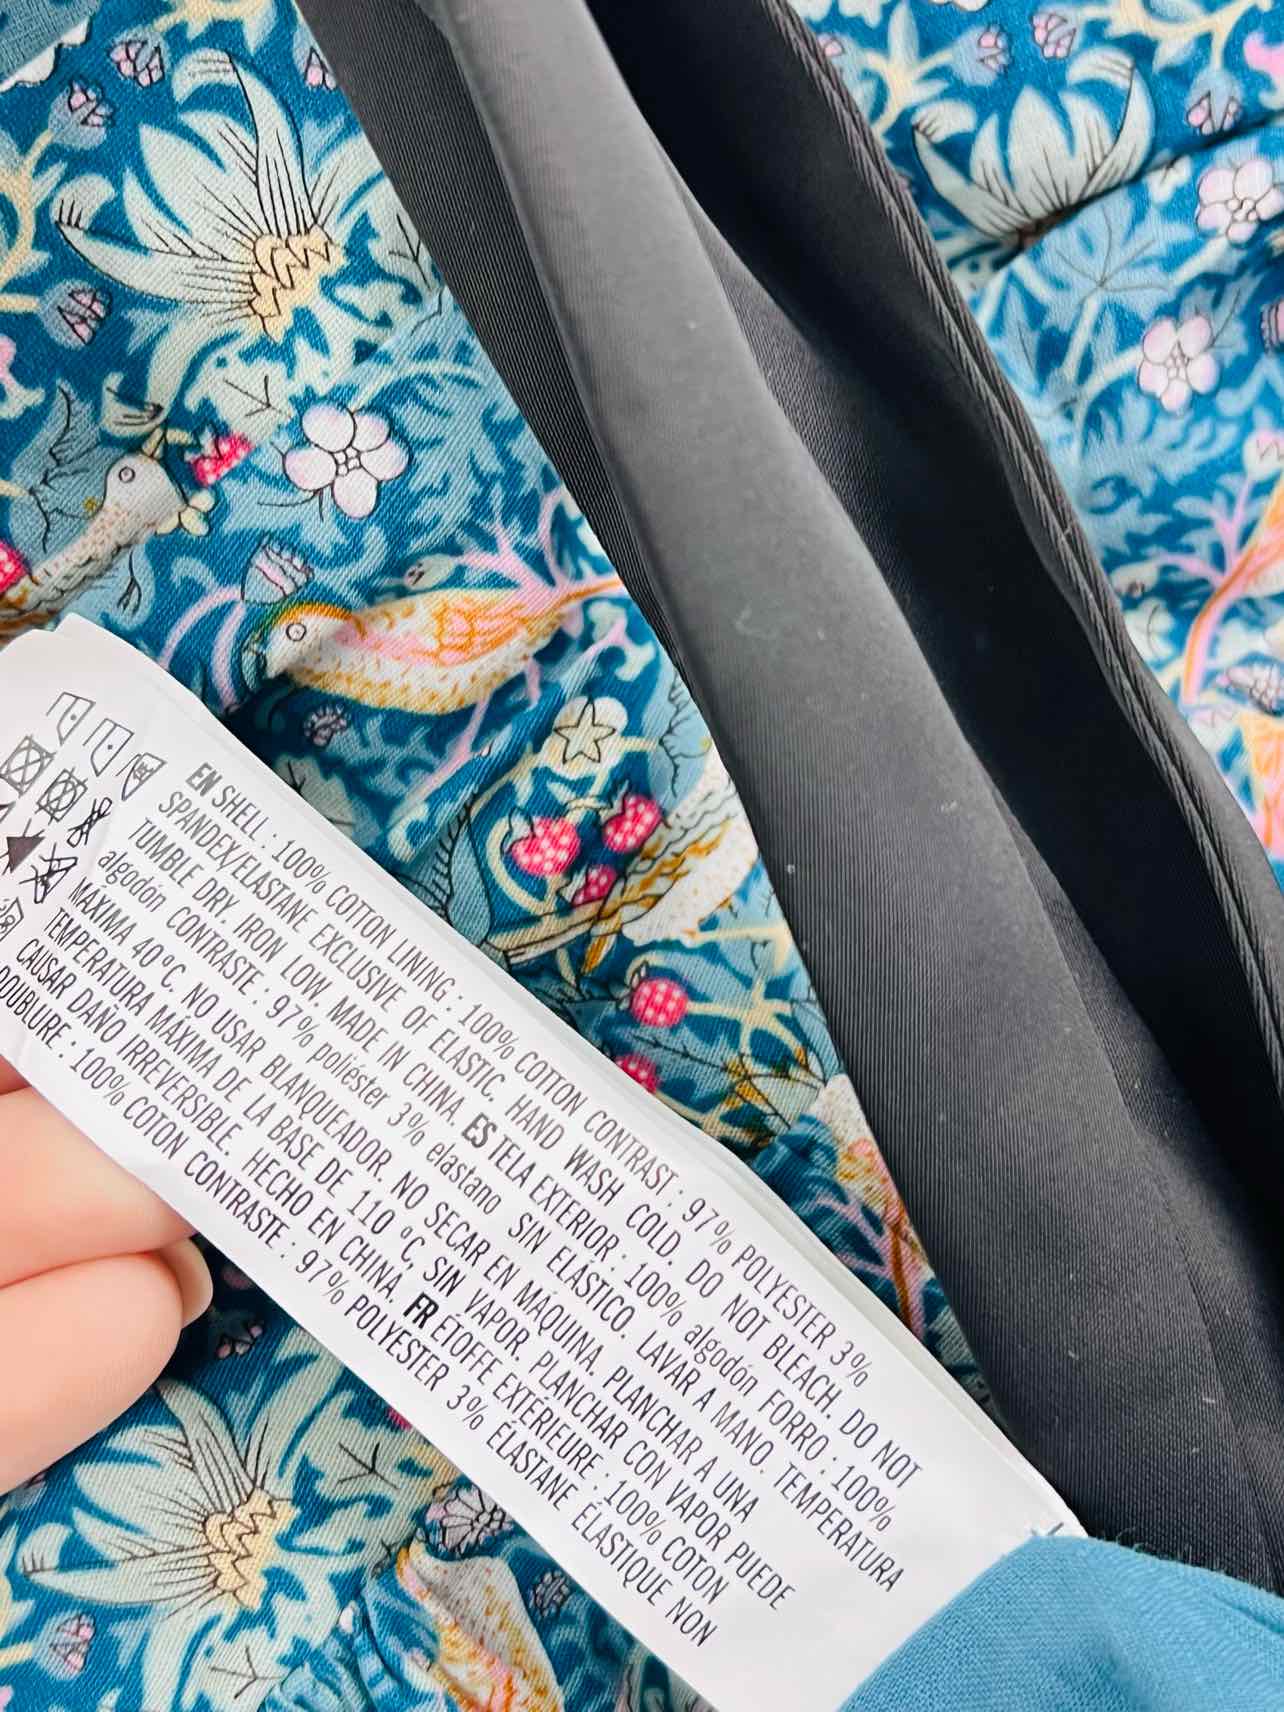 EN SHELL : 100% COTTON LINING : 100% COTTON CONTRAST : 97% POLYESTER 3%
SPANDEX/ELASTANE EXCLUSIVE OF ELASTIC. HAND WASH COLD. DO NOT BLEACH. DO NOT
TUMBLE DRY. IRON LOW. MADE IN CHINA. ES TELA EXTERIOR : 100% algodón FORRO : 100%
algodón CONTRASTE : 97% poliéster 3% elastano SIN ELÁSTICO. LAVAR A MANO. TEMPERATURA
MÁXIMA 40°C. NO USAR BLANQUEADOR. NO SECAR EN MÁQUINA. PLANCHAR A UNA
TEMPERATURA MÁXIMA DE LA BASE DE 110 °C, SIN VAPOR. PLANCHAR CON VAPOR PUEDE
CAUSAR DAÑO IRREVERSIBLE. HECHO EN CHINA. FR ÉTOFFE EXTÉRIEURE : 100% COTON
DOUBLURE : 100% COTON CONTRASTE : 97% POLYESTER 3% ÉLASTANE ÉLASTIQUE NON